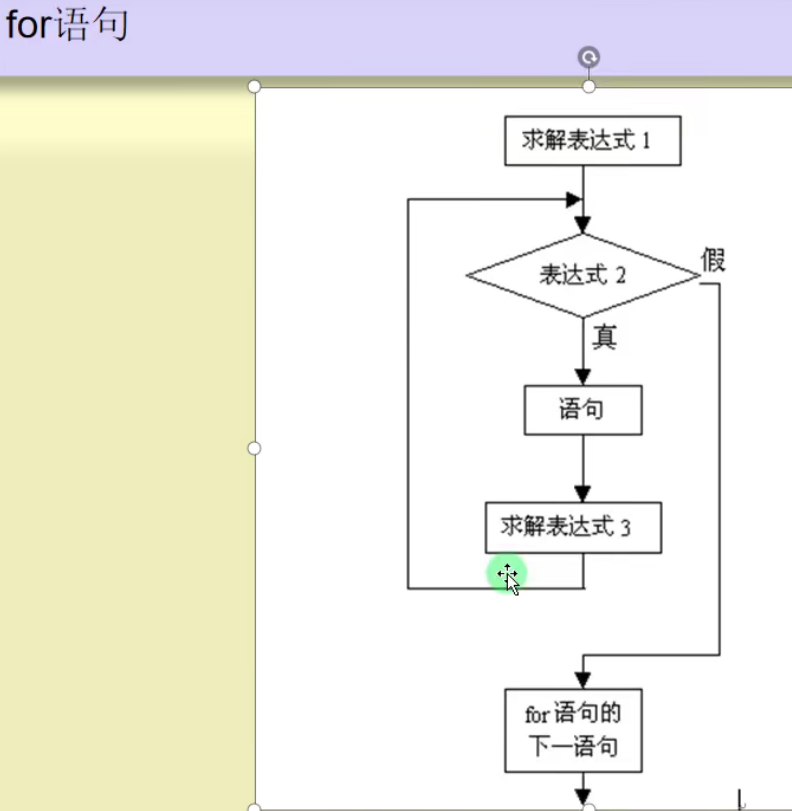 for语句
求解表达式 1
表达式 2
假
真
语句
求解表达式 3
for 语句的
下一语句